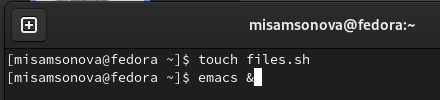 misamsonova@fedora:~
[misamsonova@fedora ~]$ touch files.sh
[misamsonova@fedora ~]$ emacs &